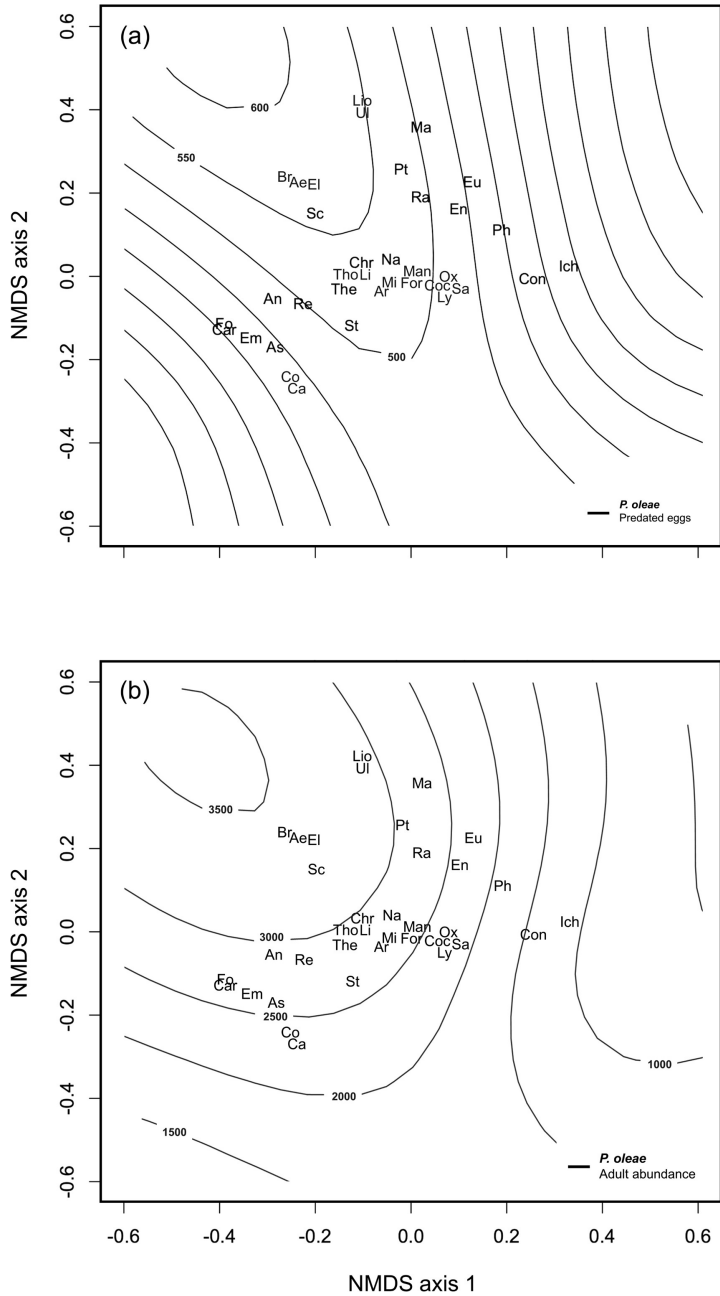 (a)
0.6
0.4
0.2
0.0
-0.2
-0.4
-0.6
NMDS axis 2
600
550
500
Lio
Ul
Ma
Br Ae El
Pt
Eu
Sc
Ra
En
Ph
Chr Na
Tho Li Man Ox Con Ich
The Ar Mi For Coc Sa
Ly
An Re
St
Fo
Car Em
As
Co
Ca
P. oleae
Predated eggs
(b)
0.6
0.4
0.2
0.0
-0.2
-0.4
-0.6
NMDS axis 2
3500
3000
2500
2000
1500
1000
Lio
Ul
Ma
Br Ae El
Pt
Eu
Sc
Ra
En
Ph
Chr Na
Tho Li Man Ox Con Ich
The Ar Mi For Coc Sa
Ly
An Re
St
Fo
Car Em
As
Co
Ca
P. oleae
Adult abundance
-0.6 -0.4 -0.2 0.0 0.2 0.4 0.6
NMDS axis 1